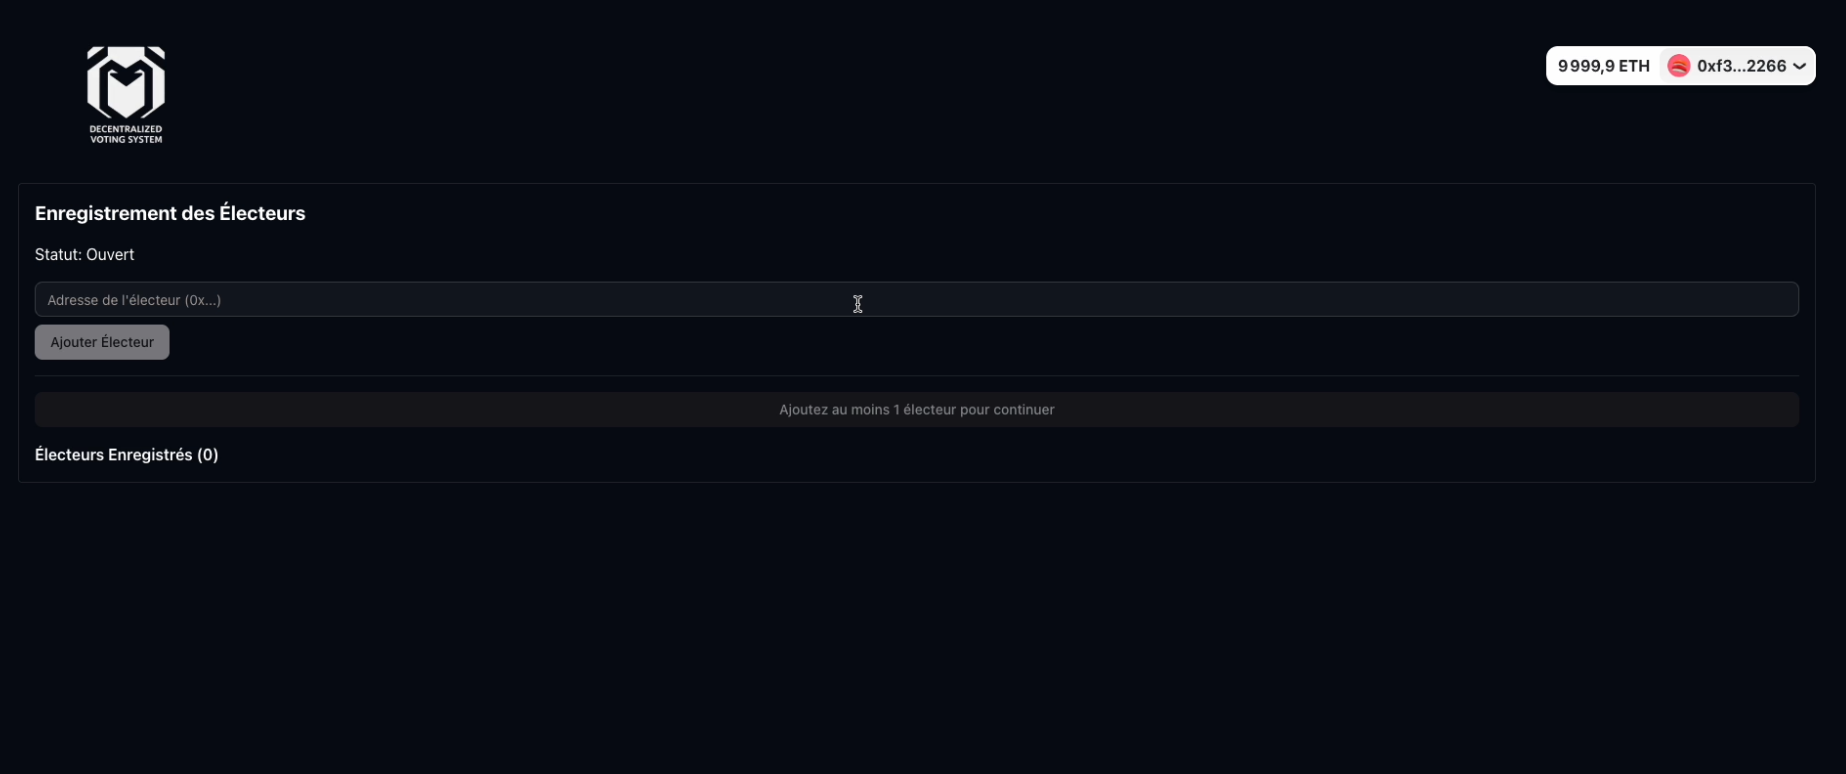 DECENTRALIZED
VOTING SYSTEM
9 999,9 ETH 0xf3...2266
Enregistrement des Électeurs
Statut: Ouvert
Adresse de l'électeur (0x...)
Ajouter Électeur
Ajoutez au moins 1 électeur pour continuer
Électeurs Enregistrés (0)